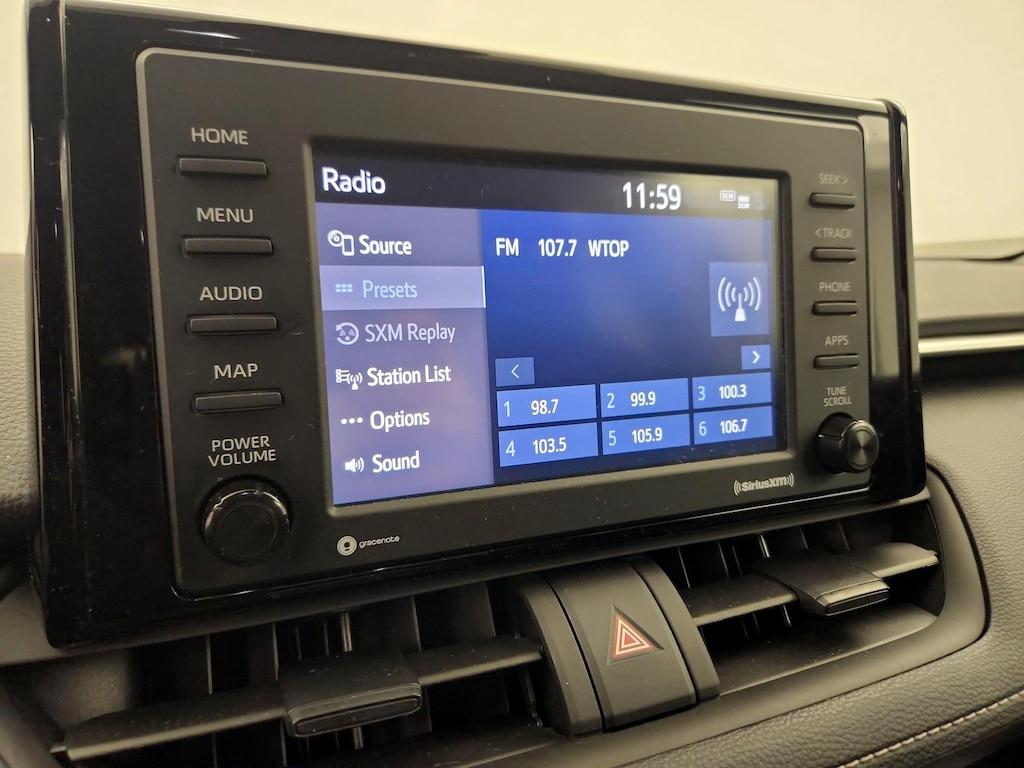 HOME
MENU
AUDIO
MAP
POWER
VOLUME
Radio
11:59
DCM
DCM
Source
Presets
SXM Replay
Station List
Options
Sound
FM 107.7 WTOP
<
>
1 98.7
2 99.9
3 100.3
4 103.5
5 105.9
6 106.7
SEEK >
< TRACK
PHONE
APPS
TUNE
SCROLL
gracenote
((SiriusXM))